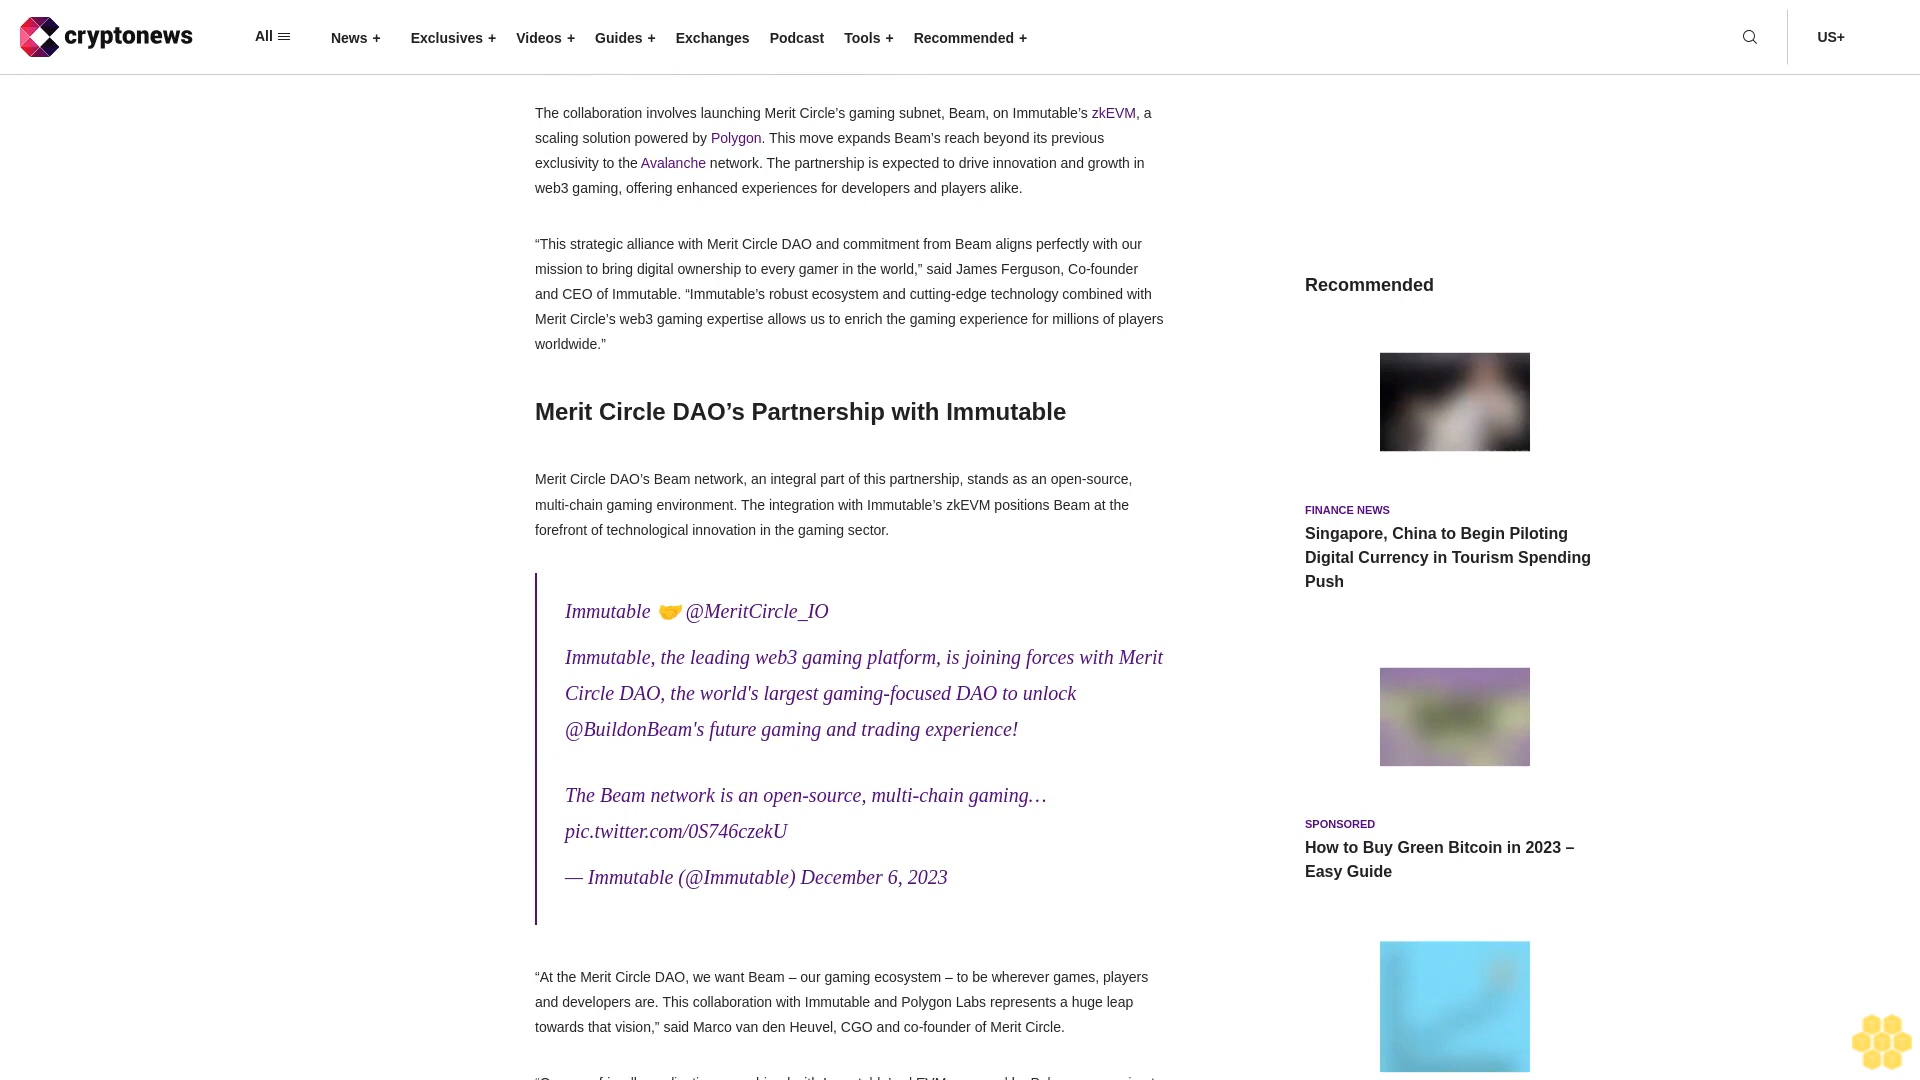 cryptonews
All
News +
Exclusives +
Videos +
Guides +
Exchanges
Podcast
Tools +
Recommended +
US+
The collaboration involves launching Merit Circle’s gaming subnet, Beam, on Immutable’s zkEVM, a
scaling solution powered by Polygon. This move expands Beam’s reach beyond its previous
exclusivity to the Avalanche network. The partnership is expected to drive innovation and growth in
web3 gaming, offering enhanced experiences for developers and players alike.
“This strategic alliance with Merit Circle DAO and commitment from Beam aligns perfectly with our
mission to bring digital ownership to every gamer in the world,” said James Ferguson, Co-founder
and CEO of Immutable. “Immutable’s robust ecosystem and cutting-edge technology combined with
Merit Circle’s web3 gaming expertise allows us to enrich the gaming experience for millions of players
worldwide.”
Merit Circle DAO’s Partnership with Immutable
Merit Circle DAO’s Beam network, an integral part of this partnership, stands as an open-source,
multi-chain gaming environment. The integration with Immutable’s zkEVM positions Beam at the
forefront of technological innovation in the gaming sector.
Immutable 🤝 @MeritCircle_IO
Immutable, the leading web3 gaming platform, is joining forces with Merit
Circle DAO, the world's largest gaming-focused DAO to unlock
@BuildonBeam's future gaming and trading experience!
The Beam network is an open-source, multi-chain gaming…
pic.twitter.com/0S746czekU
— Immutable (@Immutable) December 6, 2023
“At the Merit Circle DAO, we want Beam – our gaming ecosystem – to be wherever games, players
and developers are. This collaboration with Immutable and Polygon Labs represents a huge leap
towards that vision,” said Marco van den Heuvel, CGO and co-founder of Merit Circle.
Recommended
FINANCE NEWS
Singapore, China to Begin Piloting
Digital Currency in Tourism Spending
Push
SPONSORED
How to Buy Green Bitcoin in 2023 –
Easy Guide